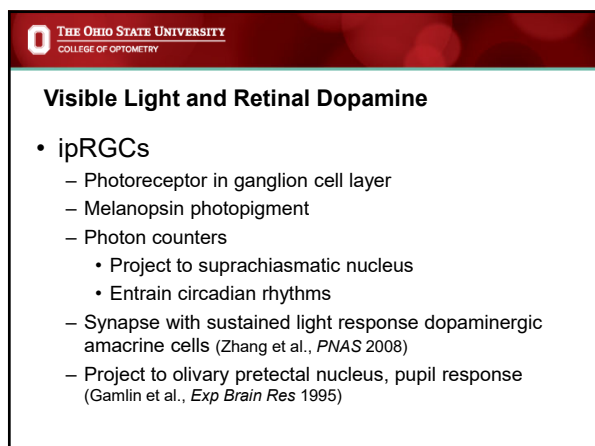 THE OHIO STATE UNIVERSITY
COLLEGE OF OPTOMETRY
Visible Light and Retinal Dopamine
• ipRGCs
– Photoreceptor in ganglion cell layer
– Melanopsin photopigment
– Photon counters
• Project to suprachiasmatic nucleus
• Entrain circadian rhythms
– Synapse with sustained light response dopaminergic
amacrine cells (Zhang et al., PNAS 2008)
– Project to olivary pretectal nucleus, pupil response
(Gamlin et al., Exp Brain Res 1995)